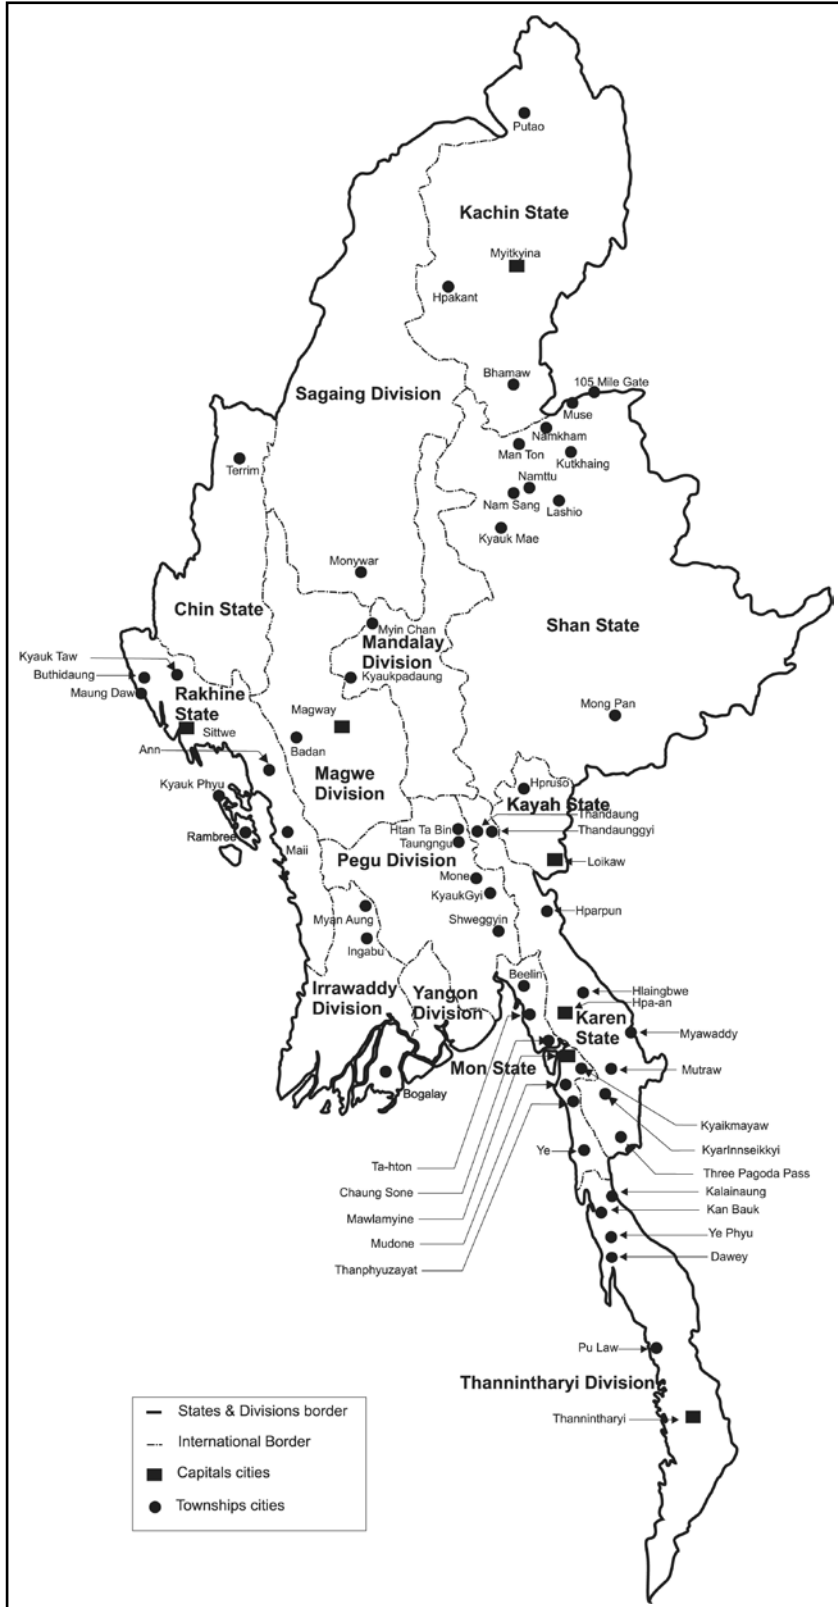 Putao
Kachin State
Myitkyina
Hpakant
Bhamaw
105 Mile Gate
Sagaing Division
Muse
Namkham
Man Ton
Kutkhaing
Terrim
Namttu
Nam Sang
Lashio
Kyauk Mae
Monywar
Chin State
Shan State
Myin Chan
Mandalay
Division
Kyauk Taw
Buthidaung
Kyaukpadaung
Maung Daw
Rakhine
State
Mong Pan
Magway
Sittwe
Ann
Badan
Magwe
Division
Hpruso
Kyauk Phyu
Kayah State
Thandaung
Htan Ta Bin
Thandaunggyi
Rambree
Maii
Taungngu
Pegu Division
Loikaw
Mone
KyaukGyi
Hparpun
Myan Aung
Shweggyin
Ingabu
Beelin
Irrawaddy
Division
Yangon
Division
Hlaingbwe
Hpa-an
Karen
State
Myawaddy
Mon State
Mutraw
Bogalay
Kyaikmayaw
Ta-hton
Ye
KyarInnseikkyi
Three Pagoda Pass
Chaung Sone
Kalainaung
Mawlamyine
Kan Bauk
Mudone
Ye Phyu
Thanphyuzayat
Dawey
Pu Law
Thannintharyi Division
Thannintharyi
States & Divisions border
International Border
Capitals cities
Townships cities